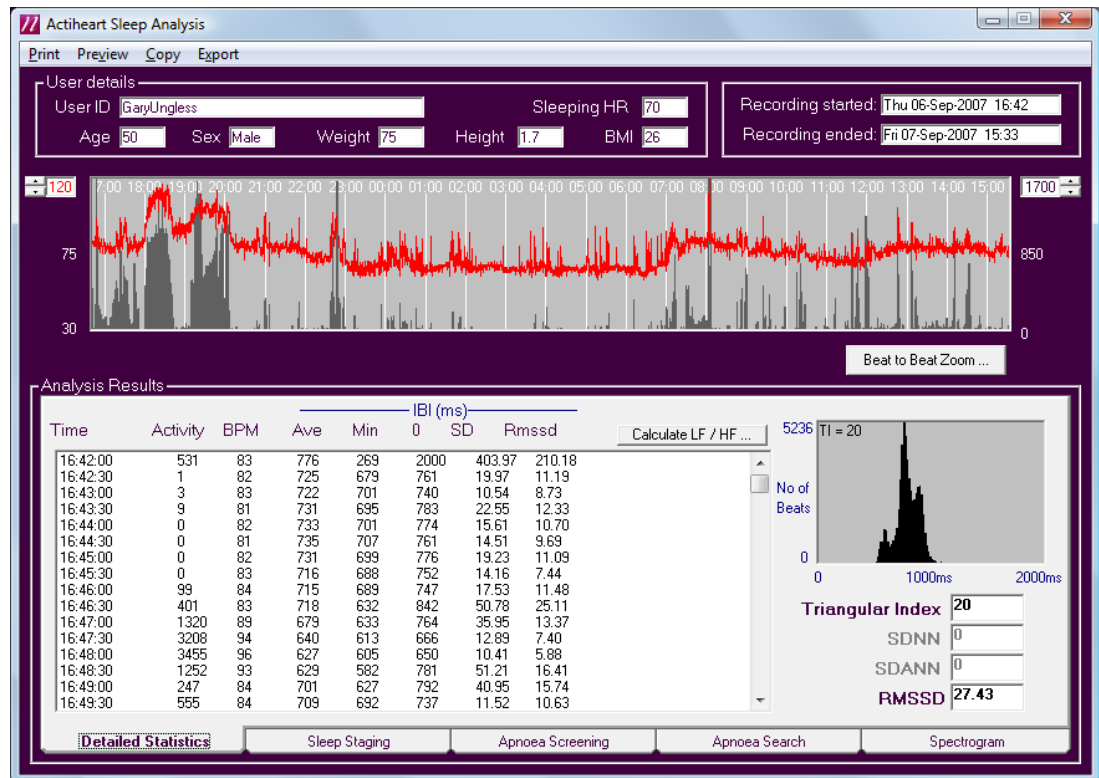 Actiheart Sleep Analysis
Print Preview Copy Export
User details
User ID GaryUngless Sleeping HR 70
Age 50 Sex Male Weight 75 Height 1.7 BMI 26
Recording started: Thu 06-Sep-2007 16:42
Recording ended: Fri 07-Sep-2007 15:33
120 7:00 18:00 19:00 20:00 21:00 22:00 23:00 00:00 01:00 02:00 03:00 04:00 05:00 06:00 07:00 08:00 09:00 10:00 11:00 12:00 13:00 14:00 15:00 1700
75 850
30 0
Beat to Beat Zoom ...
Analysis Results
IBI (ms)
Time Activity BPM Ave Min 0 SD Rmssd
Calculate LF / HF ...
16:42:00 531 83 776 269 2000 403.97 210.18
16:42:30 1 82 725 679 761 19.97 11.19
16:43:00 3 83 722 701 740 10.54 8.73
16:43:30 9 81 731 695 783 22.55 12.33
16:44:00 0 82 733 701 774 15.61 10.70
16:44:30 0 81 735 707 761 14.51 9.69
16:45:00 0 82 731 699 776 19.23 11.09
16:45:30 0 83 716 688 752 14.16 7.44
16:46:00 99 84 715 689 747 17.53 11.48
16:46:30 401 83 718 632 842 50.78 25.11
16:47:00 1320 89 679 633 764 35.95 13.37
16:47:30 3208 94 640 613 666 12.89 7.40
16:48:00 3455 96 627 605 650 10.41 5.88
16:48:30 1252 93 629 582 781 51.21 16.41
16:49:00 247 84 701 627 792 40.95 15.74
16:49:30 555 84 709 692 737 11.52 10.63
5236 TI = 20
No of
Beats
0
0 1000ms 2000ms
Triangular Index 20
SDNN 0
SDANN 0
RMSSD 27.43
Detailed Statistics Sleep Staging Apnoea Screening Apnoea Search Spectrogram